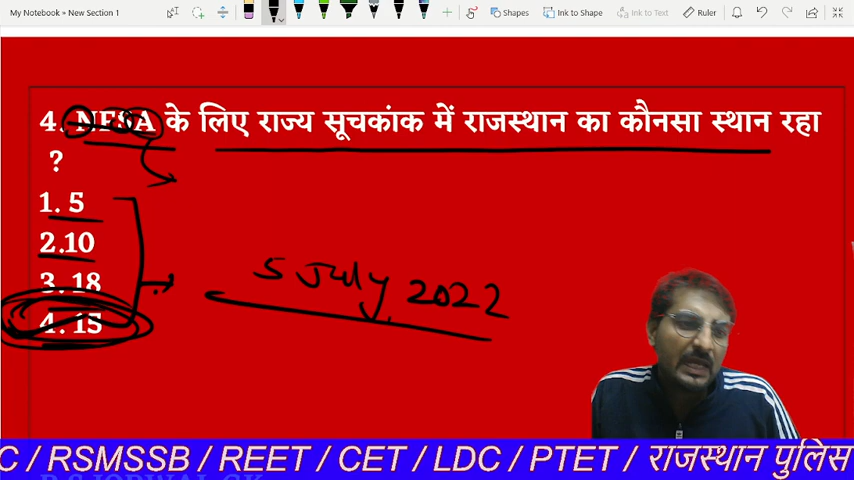 My Notebook » New Section 1
Shapes
Ink to Shape
Ink to Text
Ruler
4. NFSA के लिए राज्य सूचकांक में राजस्थान का कौनसा स्थान रहा
?
1. 5
2.10
3. 18
4. 15
5 July 2022
C / RSMSSB / REET / CET / LDC / PTET / राजस्थान पुलिस